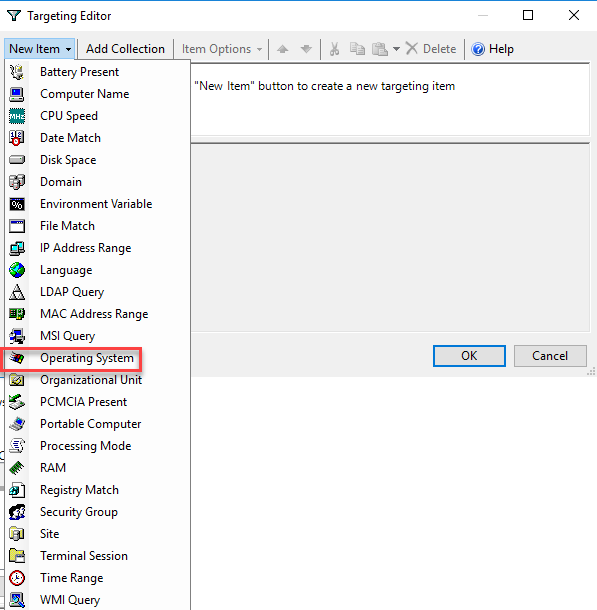 Targeting Editor
New Item Add Collection Item Options Delete Help
"New Item" button to create a new targeting item
Battery Present
Computer Name
MHz CPU Speed
Date Match
Disk Space
Domain
% Environment Variable
File Match
IP Address Range
Language
LDAP Query
MAC Address Range
MSI Query
Operating System
Organizational Unit
PCMCIA Present
Portable Computer
Processing Mode
RAM
Registry Match
Security Group
Site
Terminal Session
Time Range
WMI Query
OK Cancel